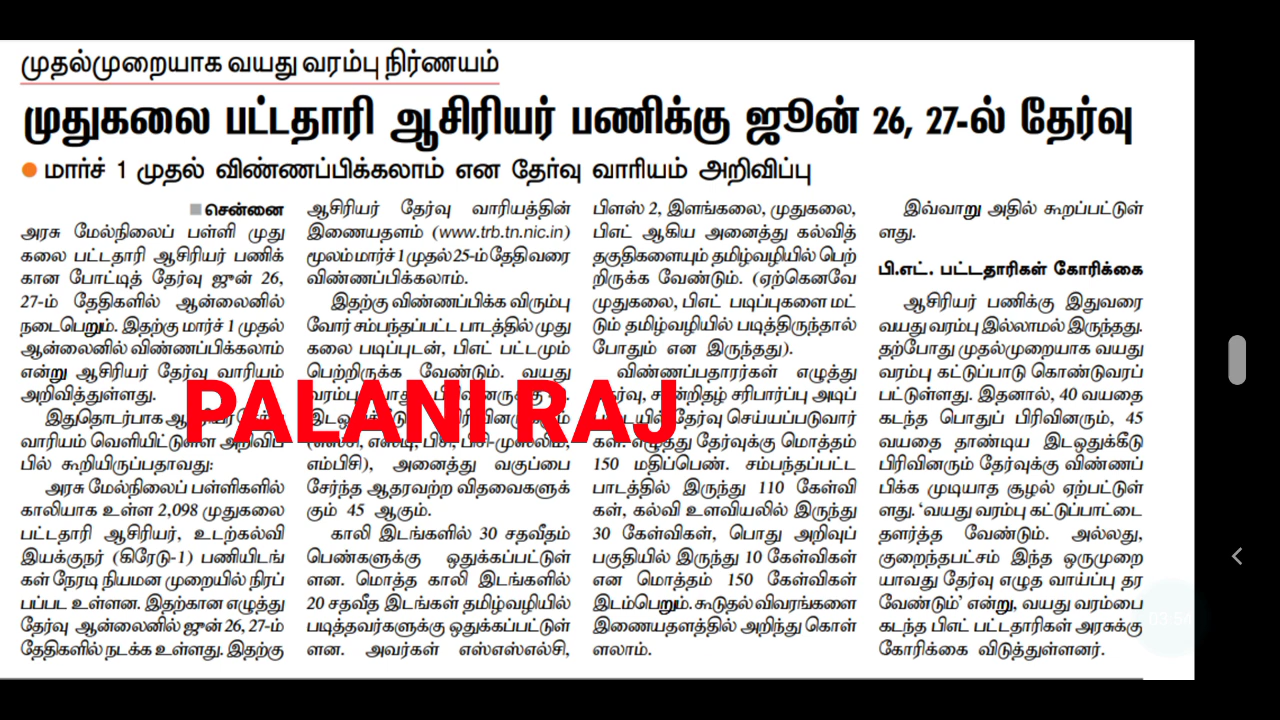 முதல்முறையாக வயது வரம்பு நிர்ணயம்
முதுகலை பட்டதாரி ஆசிரியர் பணிக்கு ஜூன் 26, 27-ல் தேர்வு
மார்ச் 1 முதல் விண்ணப்பிக்கலாம் என தேர்வு வாரியம் அறிவிப்பு
சென்னை
அரசு மேல்நிலைப் பள்ளி முது
கலை பட்டதாரி ஆசிரியர் பணிக்
கான போட்டித் தேர்வு ஜுன் 26,
27-ம் தேதிகளில் ஆன்லைனில்
நடைபெறும். இதற்கு மார்ச் 1 முதல்
ஆன்லைனில் விண்ணப்பிக்கலாம்
என்று ஆசிரியர் தேர்வு வாரியம்
அறிவித்துள்ளது.
இதுதொடர்பாக
வாரியம் வெளியிட்டுள்ள அறிவிப்
பில் கூறியிருப்பதாவது:
அரசு மேல்நிலைப் பள்ளிகளில்
காலியாக உள்ள 2,098 முதுகலை
பட்டதாரி ஆசிரியர், உடற்கல்வி
இயக்குநர் (கிரேடு-1) பணியிடங்
கள் நேரடி நியமன முறையில் நிரப்
பப்பட உள்ளன. இதற்கான எழுத்து
தேர்வு ஆன்லைனில் ஜுன் 26, 27-ம்
தேதிகளில் நடக்க உள்ளது. இதற்கு
ஆசிரியர் தேர்வு வாரியத்தின்
இணையதளம் (www.trb.tn.nic.in)
மூலம் மார்ச் 1 முதல் 25-ம் தேதி வரை
விண்ணப்பிக்கலாம்.
இதற்கு விண்ணப்பிக்க விரும்பு
வோர் சம்பந்தப்பட்ட பாடத்தில் முது
கலை படிப்புடன், பிஎட் பட்டமும்
பெற்றிருக்க வேண்டும். வயது
எம்பிசி), அனைத்து வகுப்பை
சேர்ந்த ஆதரவற்ற விதவைகளுக்
கும் 45 ஆகும்.
காலி இடங்களில் 30 சதவீதம்
பெண்களுக்கு ஒதுக்கப்பட்டுள்
ளன. மொத்த காலி இடங்களில்
20 சதவீத இடங்கள் தமிழ்வழியில்
படித்தவர்களுக்கு ஒதுக்கப்பட்டுள்
ளன. அவர்கள் எஸ்எஸ்எல்சி,
பிளஸ் 2, இளங்கலை, முதுகலை,
பிஎட் ஆகிய அனைத்து கல்வித்
தகுதிகளையும் தமிழ்வழியில் பெற்
றிருக்க வேண்டும். (ஏற்கெனவே
முதுகலை, பிஎட் படிப்புகளை மட்
டும் தமிழ்வழியில் படித்திருந்தால்
போதும் என இருந்தது).
விண்ணப்பதாரர்கள் எழுத்து
சரிபார்ப்பு அடிப்
தேர்வு செய்யப்படுவார்
கள். எழுத்து தேர்வுக்கு மொத்தம்
150 மதிப்பெண். சம்பந்தப்பட்ட
பாடத்தில் இருந்து 110 கேள்வி
கள், கல்வி உளவியலில் இருந்து
30 கேள்விகள், பொது அறிவுப்
பகுதியில் இருந்து 10 கேள்விகள்
என மொத்தம் 150 கேள்விகள்
இடம்பெறும். கூடுதல் விவரங்களை
இணையதளத்தில் அறிந்து கொள்
ளலாம்.
இவ்வாறு அதில் கூறப்பட்டுள்
ளது.
பி.எட். பட்டதாரிகள் கோரிக்கை
ஆசிரியர் பணிக்கு இதுவரை
வயது வரம்பு இல்லாமல் இருந்தது.
தற்போது முதல்முறையாக வயது
வரம்பு கட்டுப்பாடு கொண்டுவரப்
பட்டுள்ளது. இதனால், 40 வயதை
கடந்த பொதுப் பிரிவினரும், 45
வயதை தாண்டிய இடஒதுக்கீடு
பிரிவினரும் தேர்வுக்கு விண்ணப்
பிக்க முடியாத சூழல் ஏற்பட்டுள்
ளது. ‘வயது வரம்பு கட்டுப்பாட்டை
தளர்த்த வேண்டும். அல்லது,
குறைந்தபட்சம் இந்த ஒருமுறை
யாவது தேர்வு எழுத வாய்ப்பு தர
வேண்டும்’ என்று, வயது வரம்பை
கடந்த பிஎட் பட்டதாரிகள் அரசுக்கு
கோரிக்கை விடுத்துள்ளனர்.
PALANI RAJ